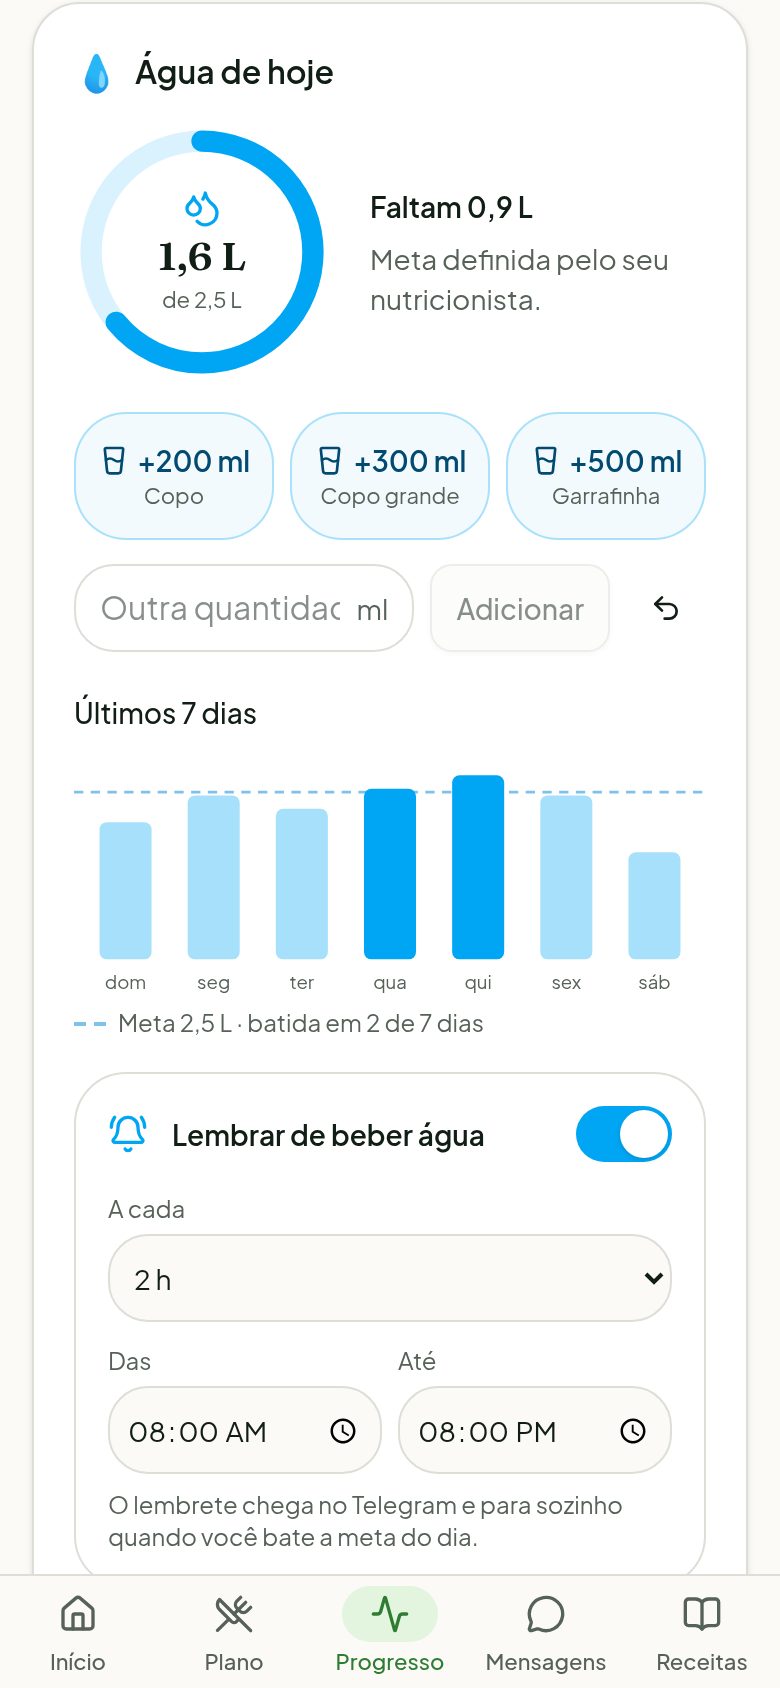 Água de hoje
1,6 L
de 2,5 L
Faltam 0,9 L
Meta definida pelo seu
nutricionista.
+200 ml
Copo
+300 ml
Copo grande
+500 ml
Garrafinha
Outra quantidac ml
Adicionar
Últimos 7 dias
dom seg ter qua qui sex sáb
Meta 2,5 L · batida em 2 de 7 dias
Lembrar de beber água
A cada
2 h
Das Até
08:00 AM 08:00 PM
O lembrete chega no Telegram e para sozinho
quando você bate a meta do dia.
Início Plano Progresso Mensagens Receitas